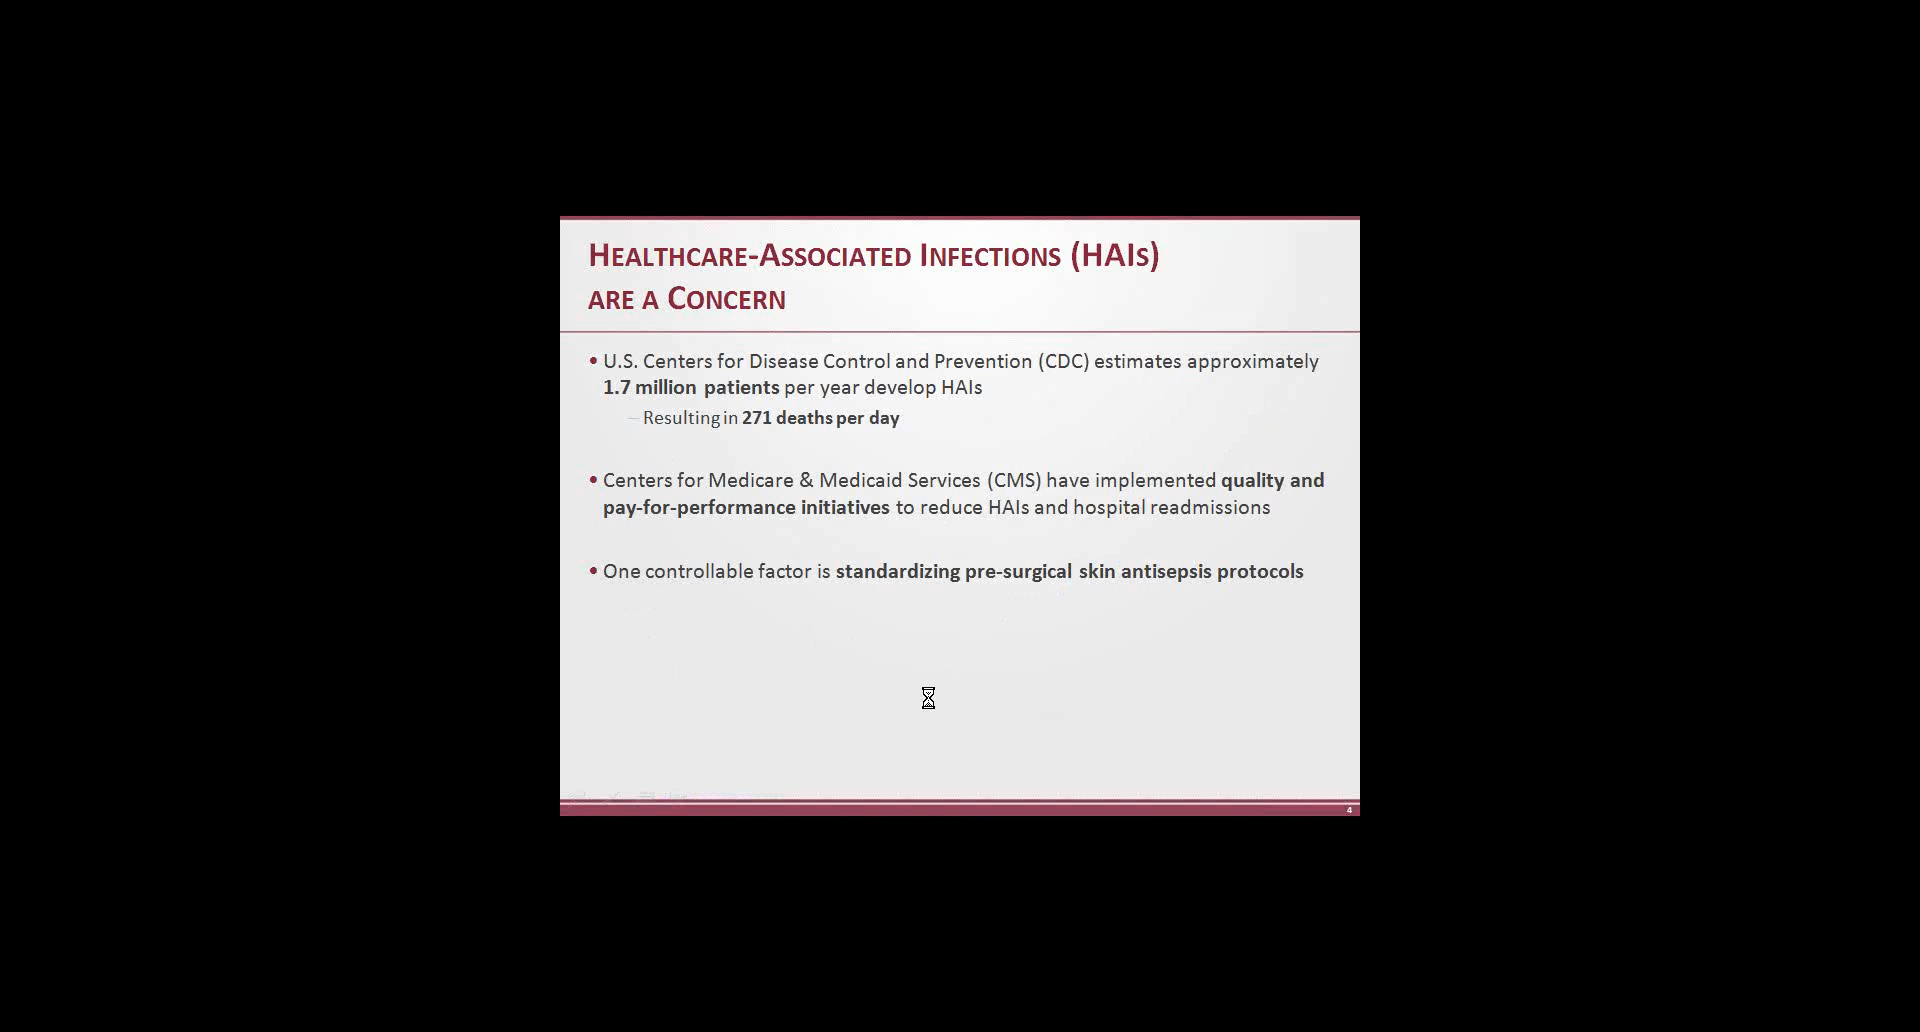 HEALTHCARE-ASSOCIATED INFECTIONS (HAIS)
ARE A CONCERN
• U.S. Centers for Disease Control and Prevention (CDC) estimates approximately
1.7 million patients per year develop HAIs
– Resulting in 271 deaths per day
• Centers for Medicare & Medicaid Services (CMS) have implemented quality and
pay-for-performance initiatives to reduce HAIs and hospital readmissions
• One controllable factor is standardizing pre-surgical skin antisepsis protocols
4